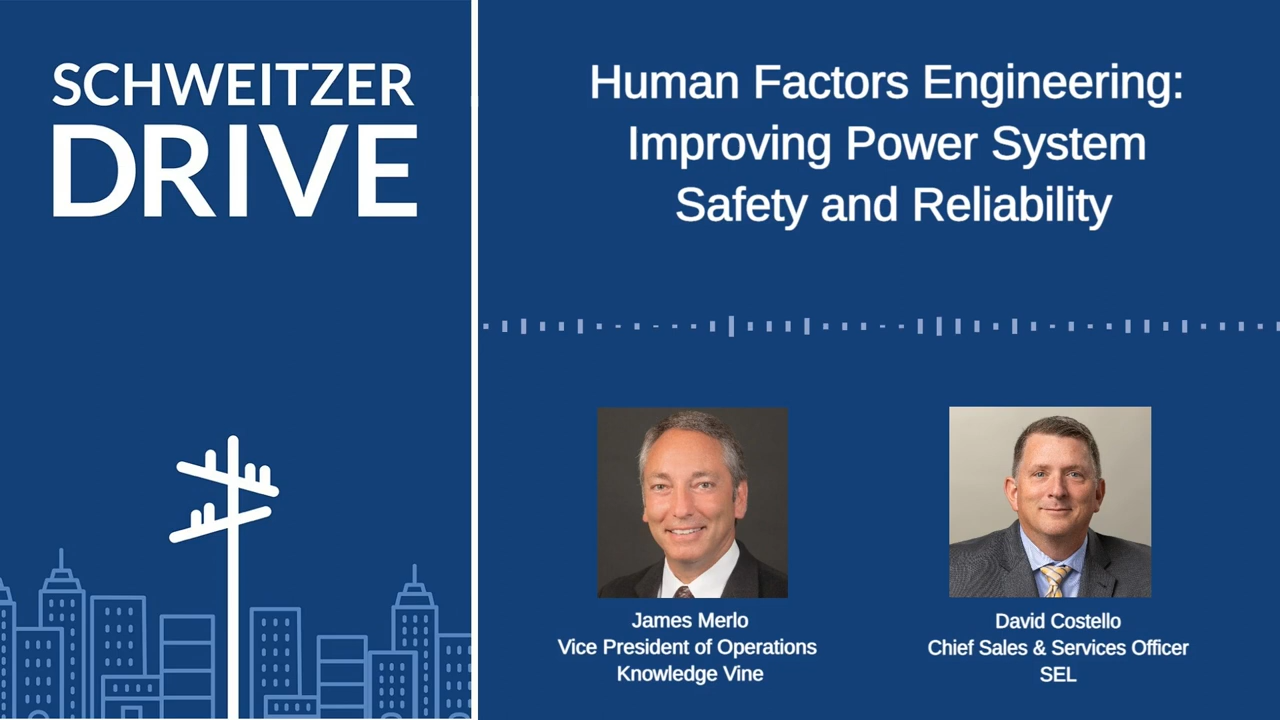 SCHWEITZER
DRIVE
Human Factors Engineering:
Improving Power System
Safety and Reliability
James Merlo
Vice President of Operations
Knowledge Vine
David Costello
Chief Sales & Services Officer
SEL